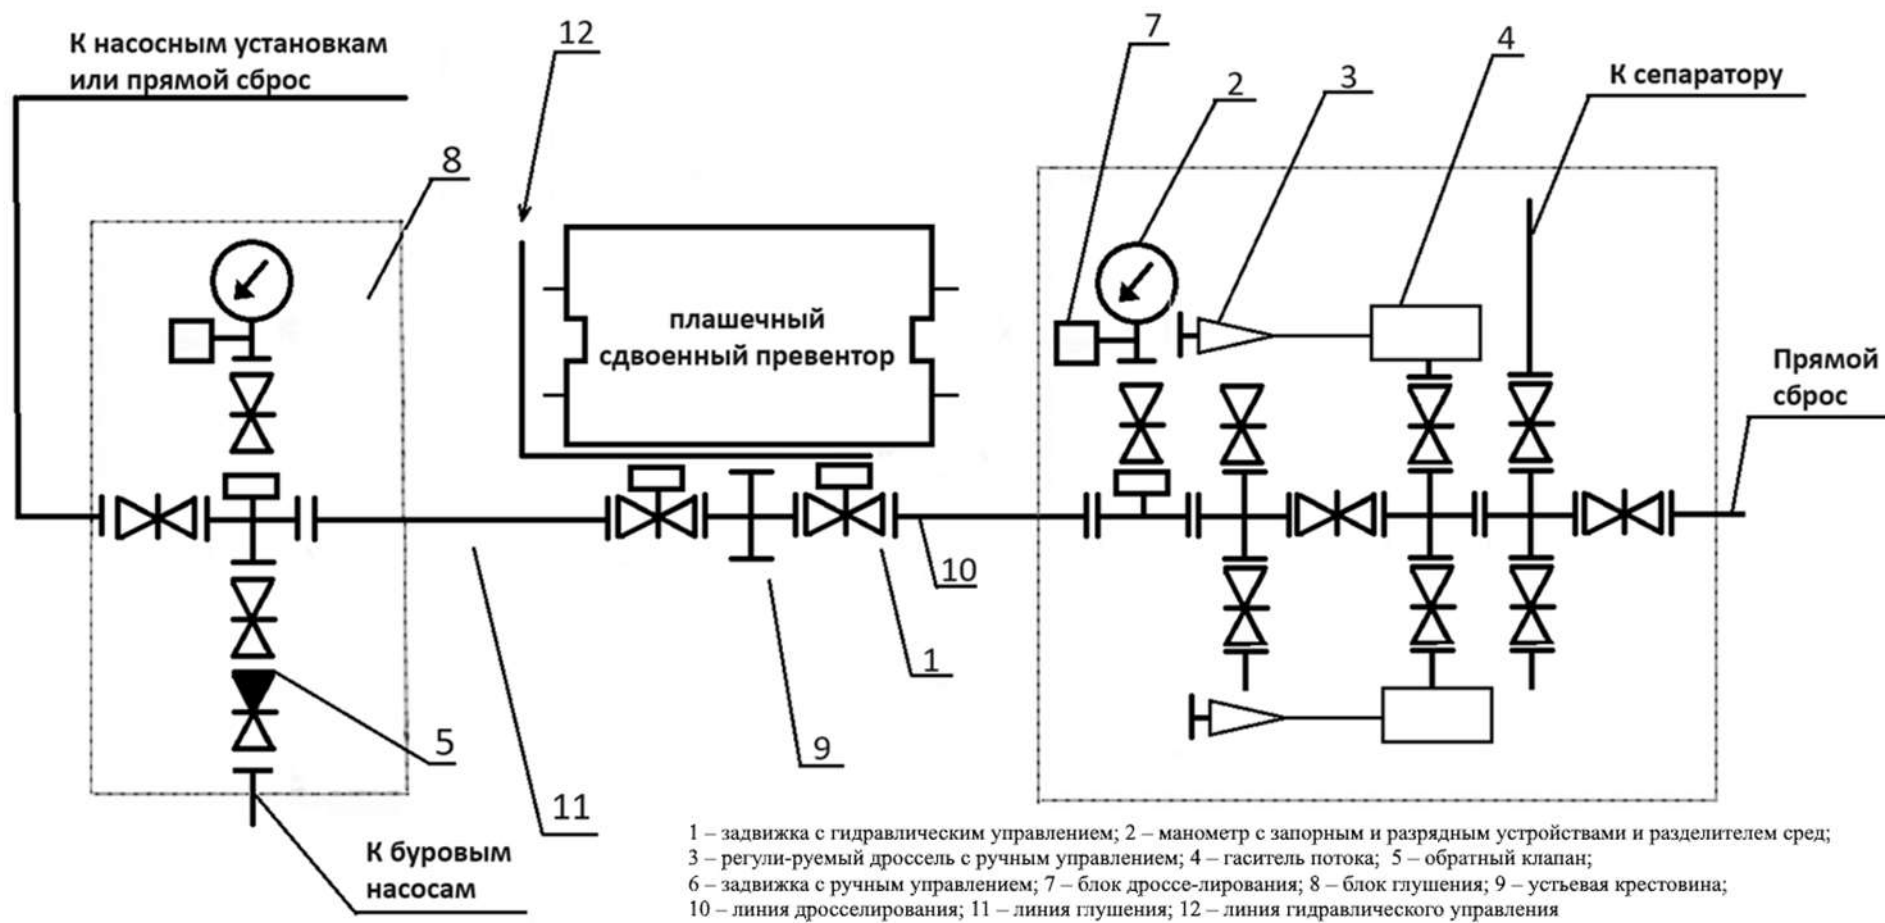 К насосным установкам
или прямой сброс
12
7
2
3
4
К сепаратору
8
плашечный
сдвоенный превентор
Прямой
сброс
10
1
5
9
11
К буровым
насосам
1 – задвижка с гидравлическим управлением; 2 – манометр с запорным и разрядным устройствами и разделителем сред;
3 – регули-руемый дроссель с ручным управлением; 4 – гаситель потока; 5 – обратный клапан;
6 – задвижка с ручным управлением; 7 – блок дроссе-лирования; 8 – блок глушения; 9 – устьевая крестовина;
10 – линия дросселирования; 11 – линия глушения; 12 – линия гидравлического управления